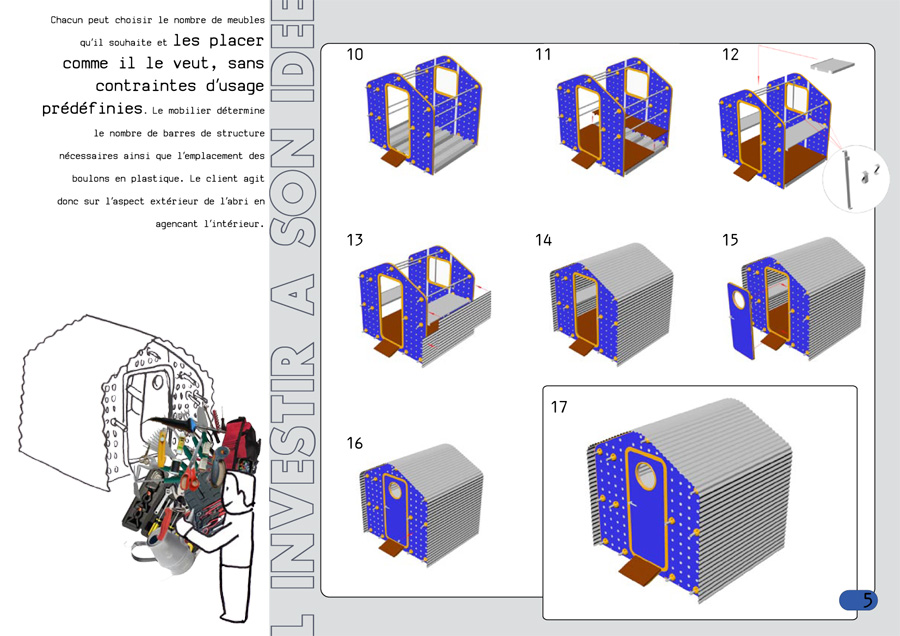 Chacun peut choisir le nombre de meubles
qu'il souhaite et les placer
comme il le veut, sans
contraintes d'usage
prédéfinies. Le mobilier détermine
le nombre de barres de structure
nécessaires ainsi que l'emplacement des
boulons en plastique. Le client agit
donc sur l'aspect extérieur de l'abri en
agençant l'intérieur.
L INVESTIR A SON IDEE
10
11
12
2
13
14
15
16
17
5